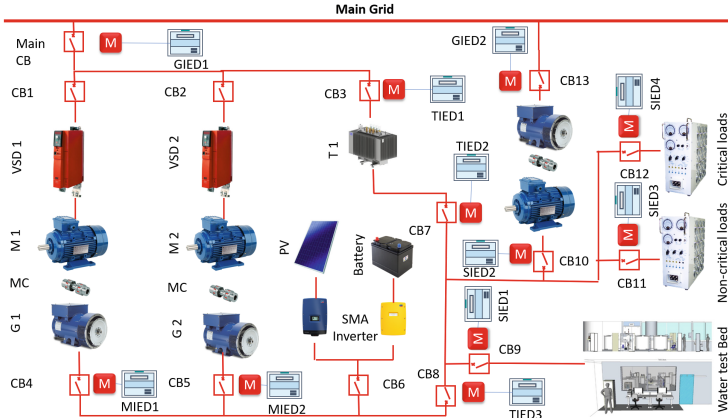 Main Grid
Main
CB
M
GIED1
GIED2
M
CB13
SIED4
CB1
CB2
CB3
M
TIED1
M
Critical loads
VSD 1
VSD 2
T 1
TIED2
CB12
SIED3
M
M
M 1
M 2
PV
Battery
CB7
SIED2
M
CB10
CB11
Non-critical loads
MC
MC
SIED1
G 1
G 2
SMA
Inverter
M
CB9
CB8
Water test Bed
CB4
M
MIED1
CB5
M
MIED2
CB6
M
TIED3